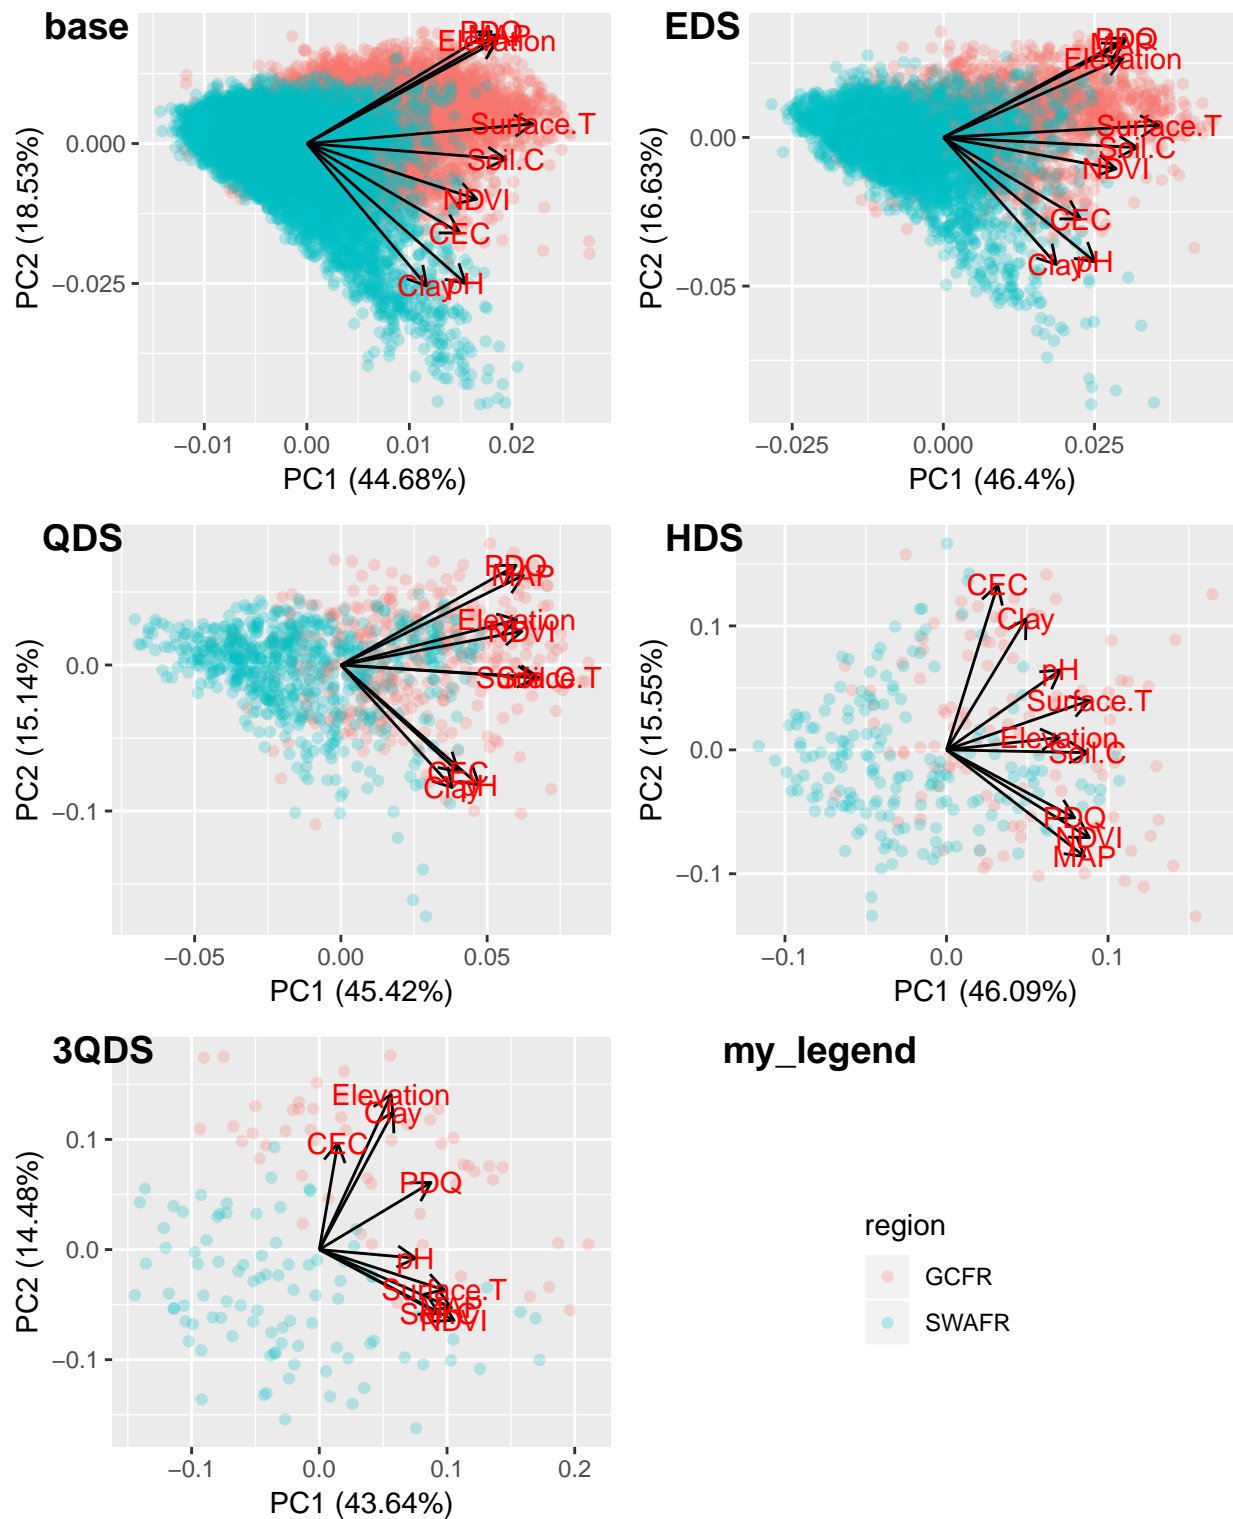 base
PDQ
MAP
Elevation
Surface.T
Soil.C
NDVI
CEC
Clay
pH
0.000
−0.025
−0.01
0.00
0.01
0.02
PC1 (44.68%)
PC2 (18.53%)
EDS
PDQ
MAP
Elevation
Surface.T
Soil.C
NDVI
CEC
Clay
pH
0.00
−0.05
−0.025
0.000
0.025
PC1 (46.4%)
PC2 (16.63%)
QDS
PDQ
MAP
Elevation
NDVI
Surface.T
Soil.C
CEC
Clay
pH
0.0
−0.1
−0.05
0.00
0.05
PC1 (45.42%)
PC2 (15.14%)
HDS
CEC
Clay
pH
Surface.T
Elevation
Soil.C
PDQ
NDVI
MAP
0.1
0.0
−0.1
−0.1
0.0
0.1
PC1 (46.09%)
PC2 (15.55%)
3QDS
Elevation
Clay
CEC
PDQ
pH
Surface.T
MAP
Soil.C
NDVI
0.1
0.0
−0.1
−0.1
0.0
0.1
0.2
PC1 (43.64%)
PC2 (14.48%)
my_legend
region
GCFR
SWAFR